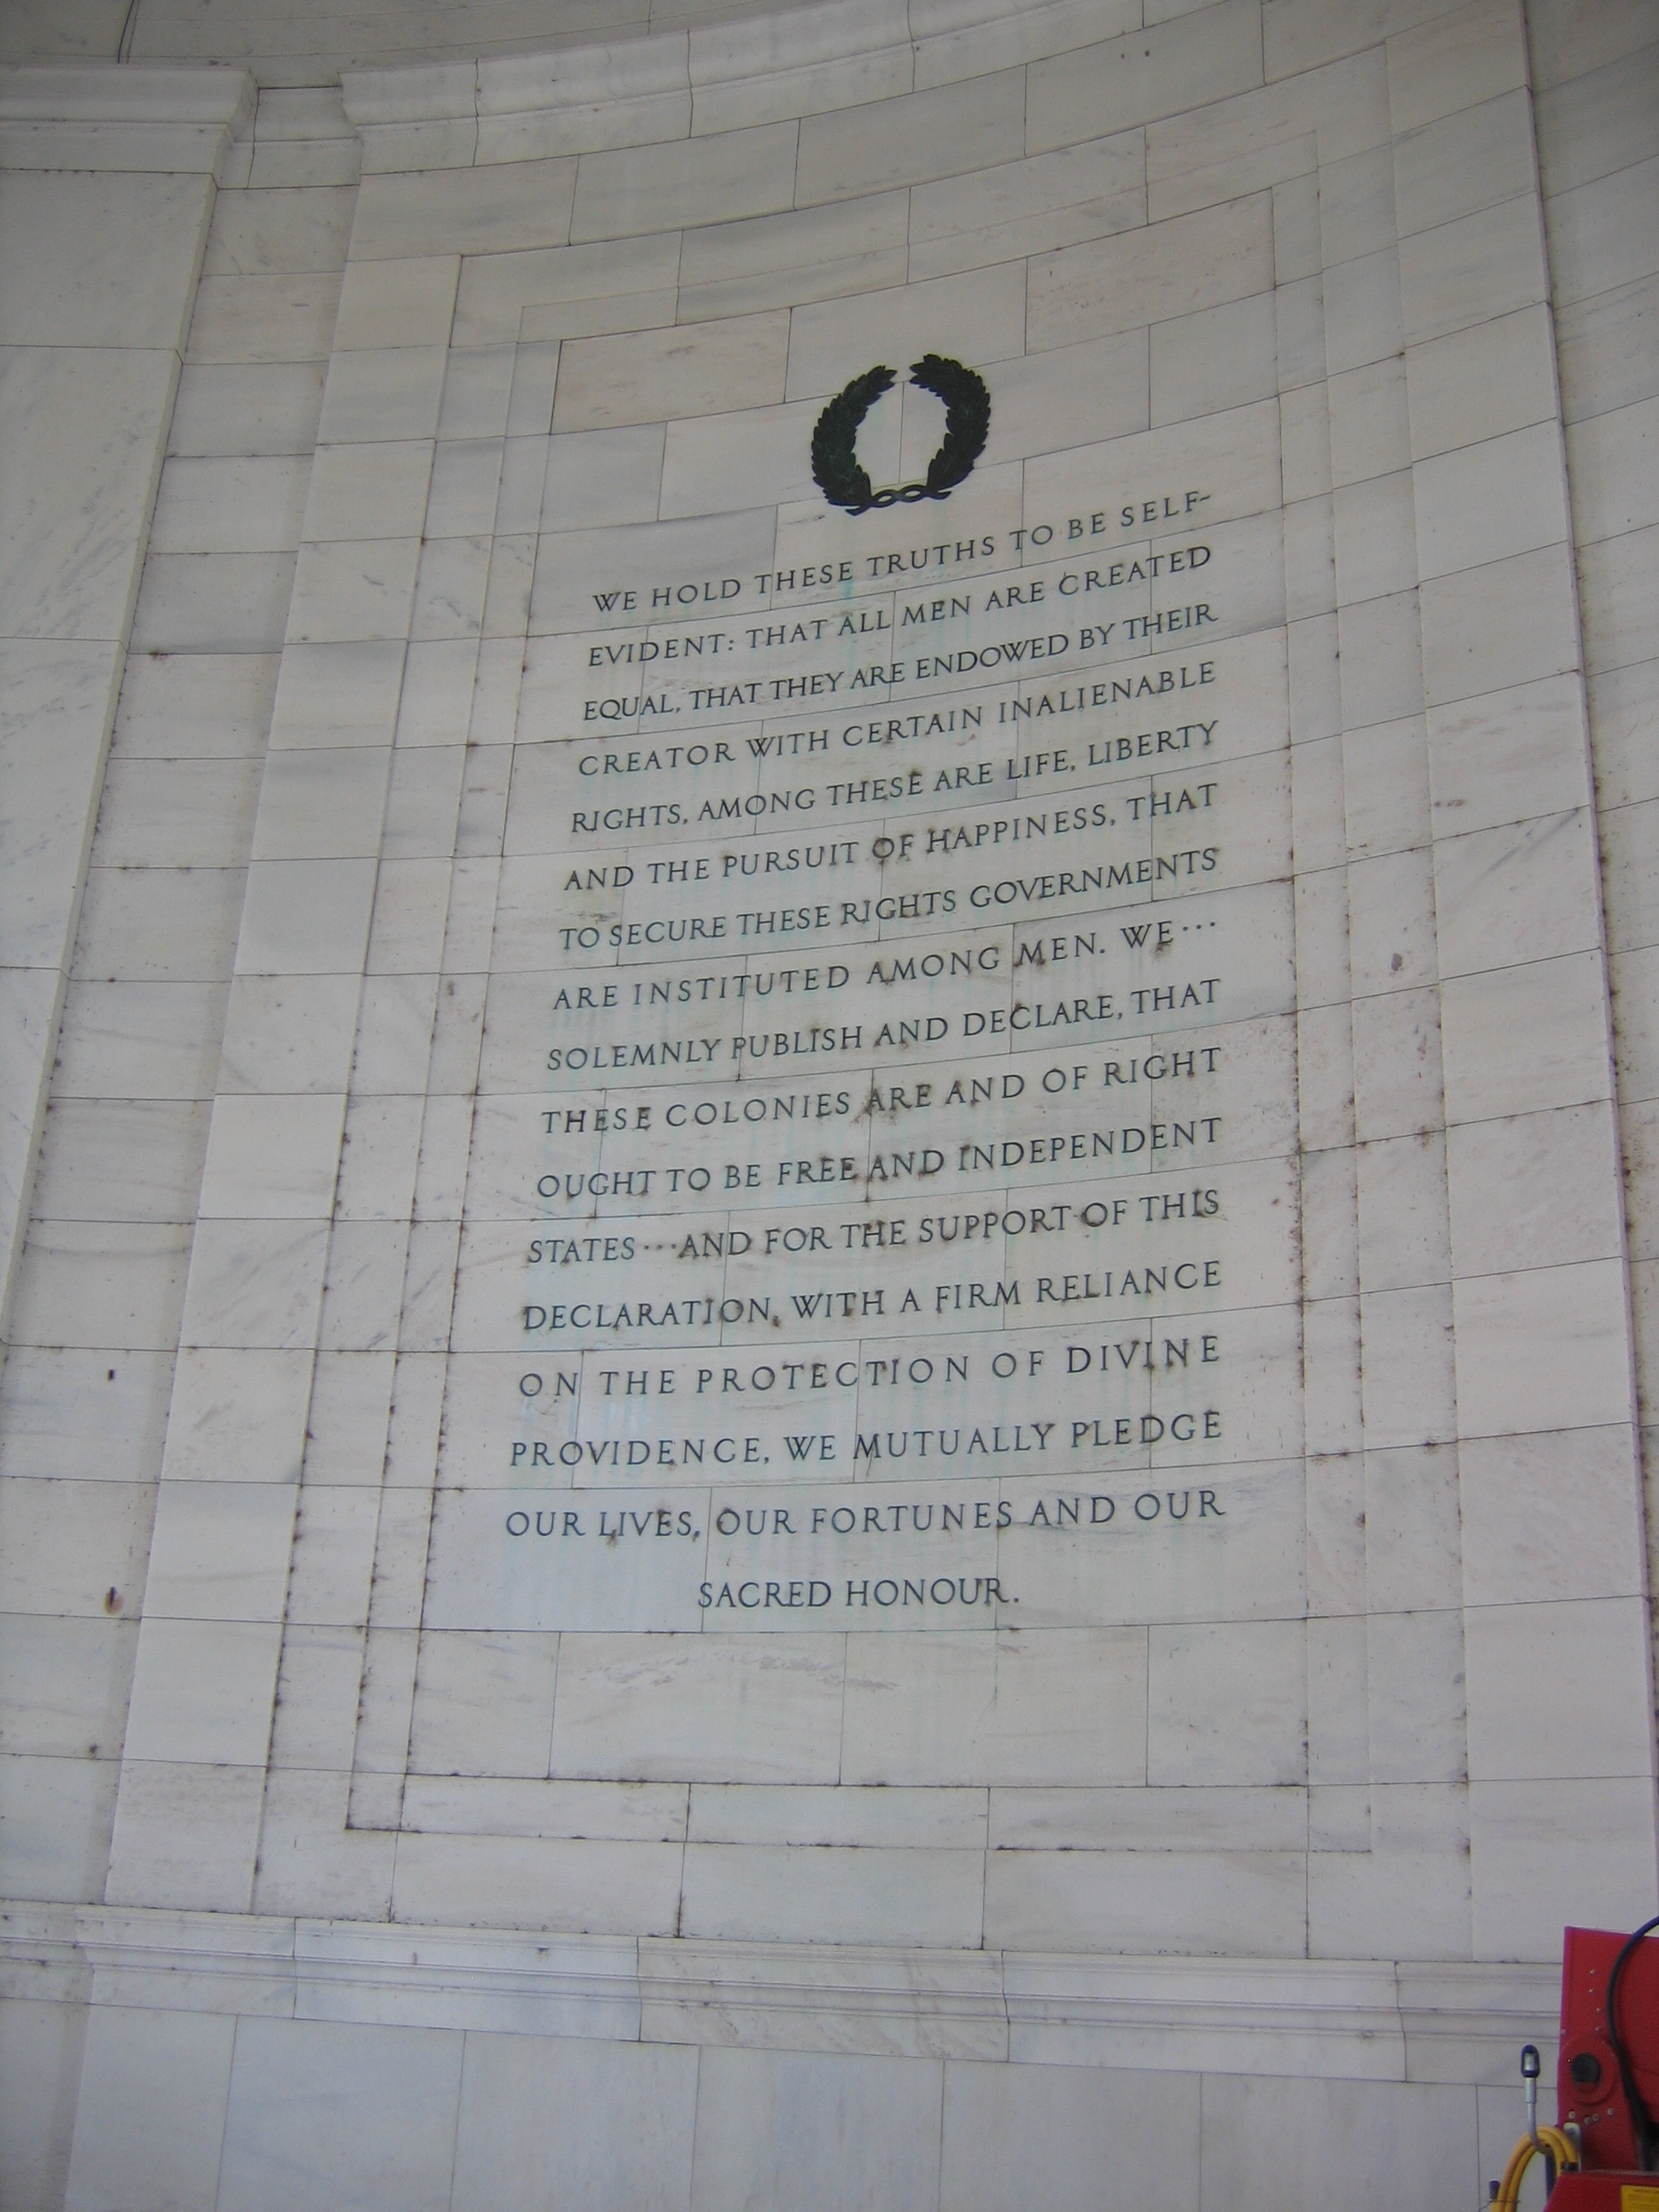 WE HOLD THESE TRUTHS TO BE SELF-
EVIDENT: THAT ALL MEN ARE CREATED
EQUAL, THAT THEY ARE ENDOWED BY THEIR
CREATOR WITH CERTAIN INALIENABLE
RIGHTS, AMONG THESE ARE LIFE, LIBERTY
AND THE PURSUIT OF HAPPINESS, THAT
TO SECURE THESE RIGHTS GOVERNMENTS
ARE INSTITUTED AMONG MEN. WE···
SOLEMNLY PUBLISH AND DECLARE, THAT
THESE COLONIES ARE AND OF RIGHT
OUGHT TO BE FREE AND INDEPENDENT
STATES···AND FOR THE SUPPORT OF THIS
DECLARATION, WITH A FIRM RELIANCE
ON THE PROTECTION OF DIVINE
PROVIDENCE, WE MUTUALLY PLEDGE
OUR LIVES, OUR FORTUNES AND OUR
SACRED HONOUR.